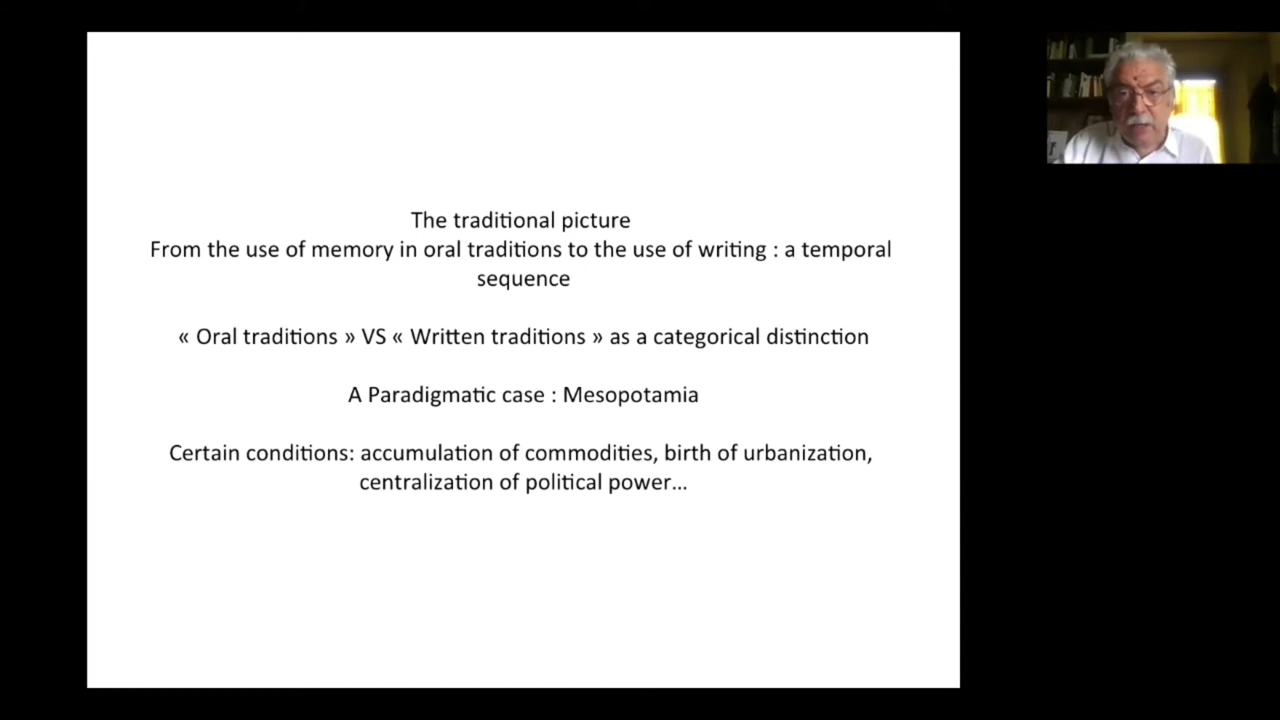 The traditional picture
From the use of memory in oral traditions to the use of writing : a temporal
sequence
« Oral traditions » VS « Written traditions » as a categorical distinction
A Paradigmatic case : Mesopotamia
Certain conditions: accumulation of commodities, birth of urbanization,
centralization of political power...